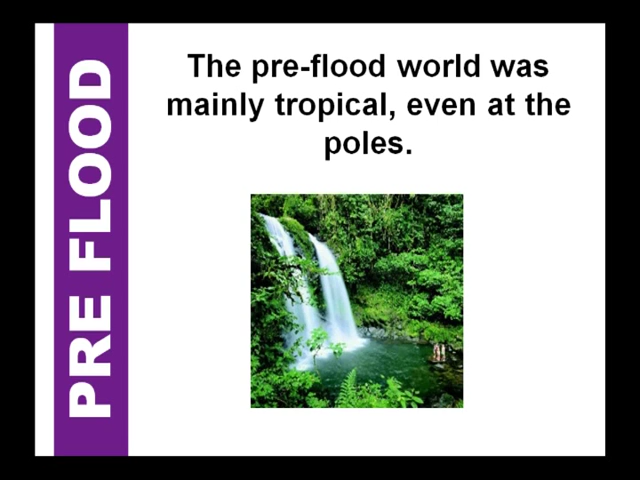 PRE FLOOD
The pre-flood world was
mainly tropical, even at the
poles.